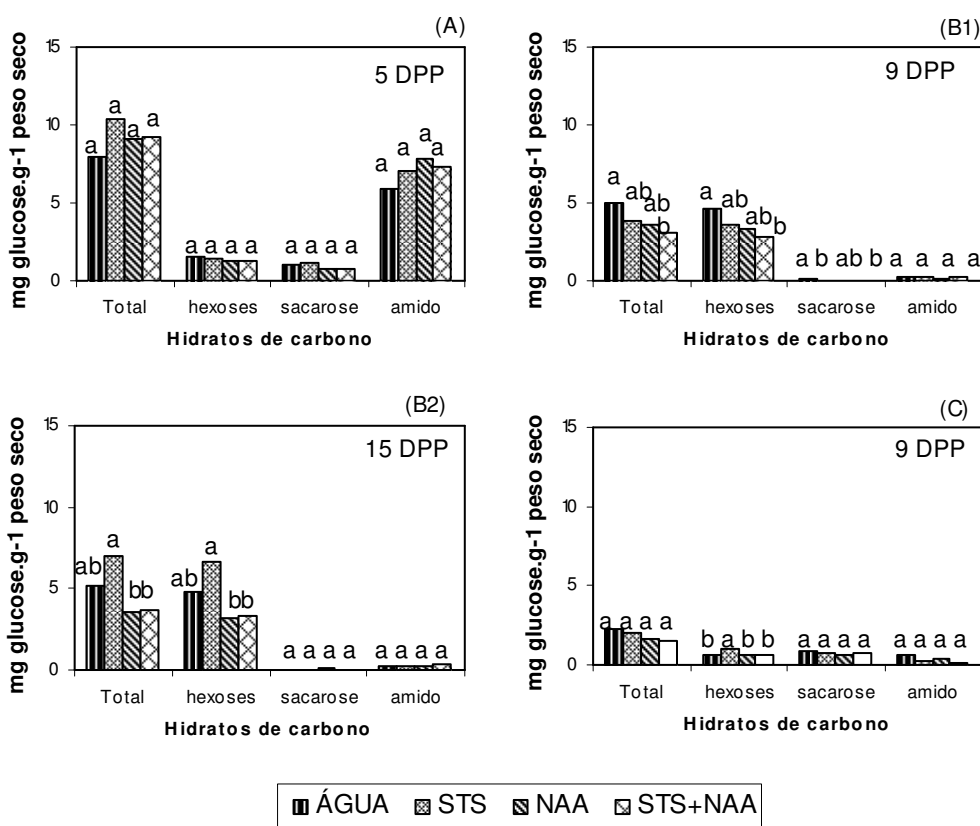 (A)
mg glucose.g-1 peso seco
15
10
5
0
5 DPP
a a a a
a a a a
a a a a
a a a a
Total hexoses sacarose amido
Hidratos de carbono
(B1)
mg glucose.g-1 peso seco
15
10
5
0
9 DPP
a ab ab b
a ab ab b
a b ab b
a a a a
Total hexoses sacarose amido
Hidratos de carbono
(B2)
mg glucose.g-1 peso seco
15
10
5
0
15 DPP
ab a bb
ab a bb
a a a a
a a a a
Total hexoses sacarose amido
Hidratos de carbono
(C)
mg glucose.g-1 peso seco
15
10
5
0
9 DPP
a a a a
b a b b
a a a a
a a a a
Total hexoses sacarose amido
Hidratos de carbono
ÁGUA STS NAA STS+NAA